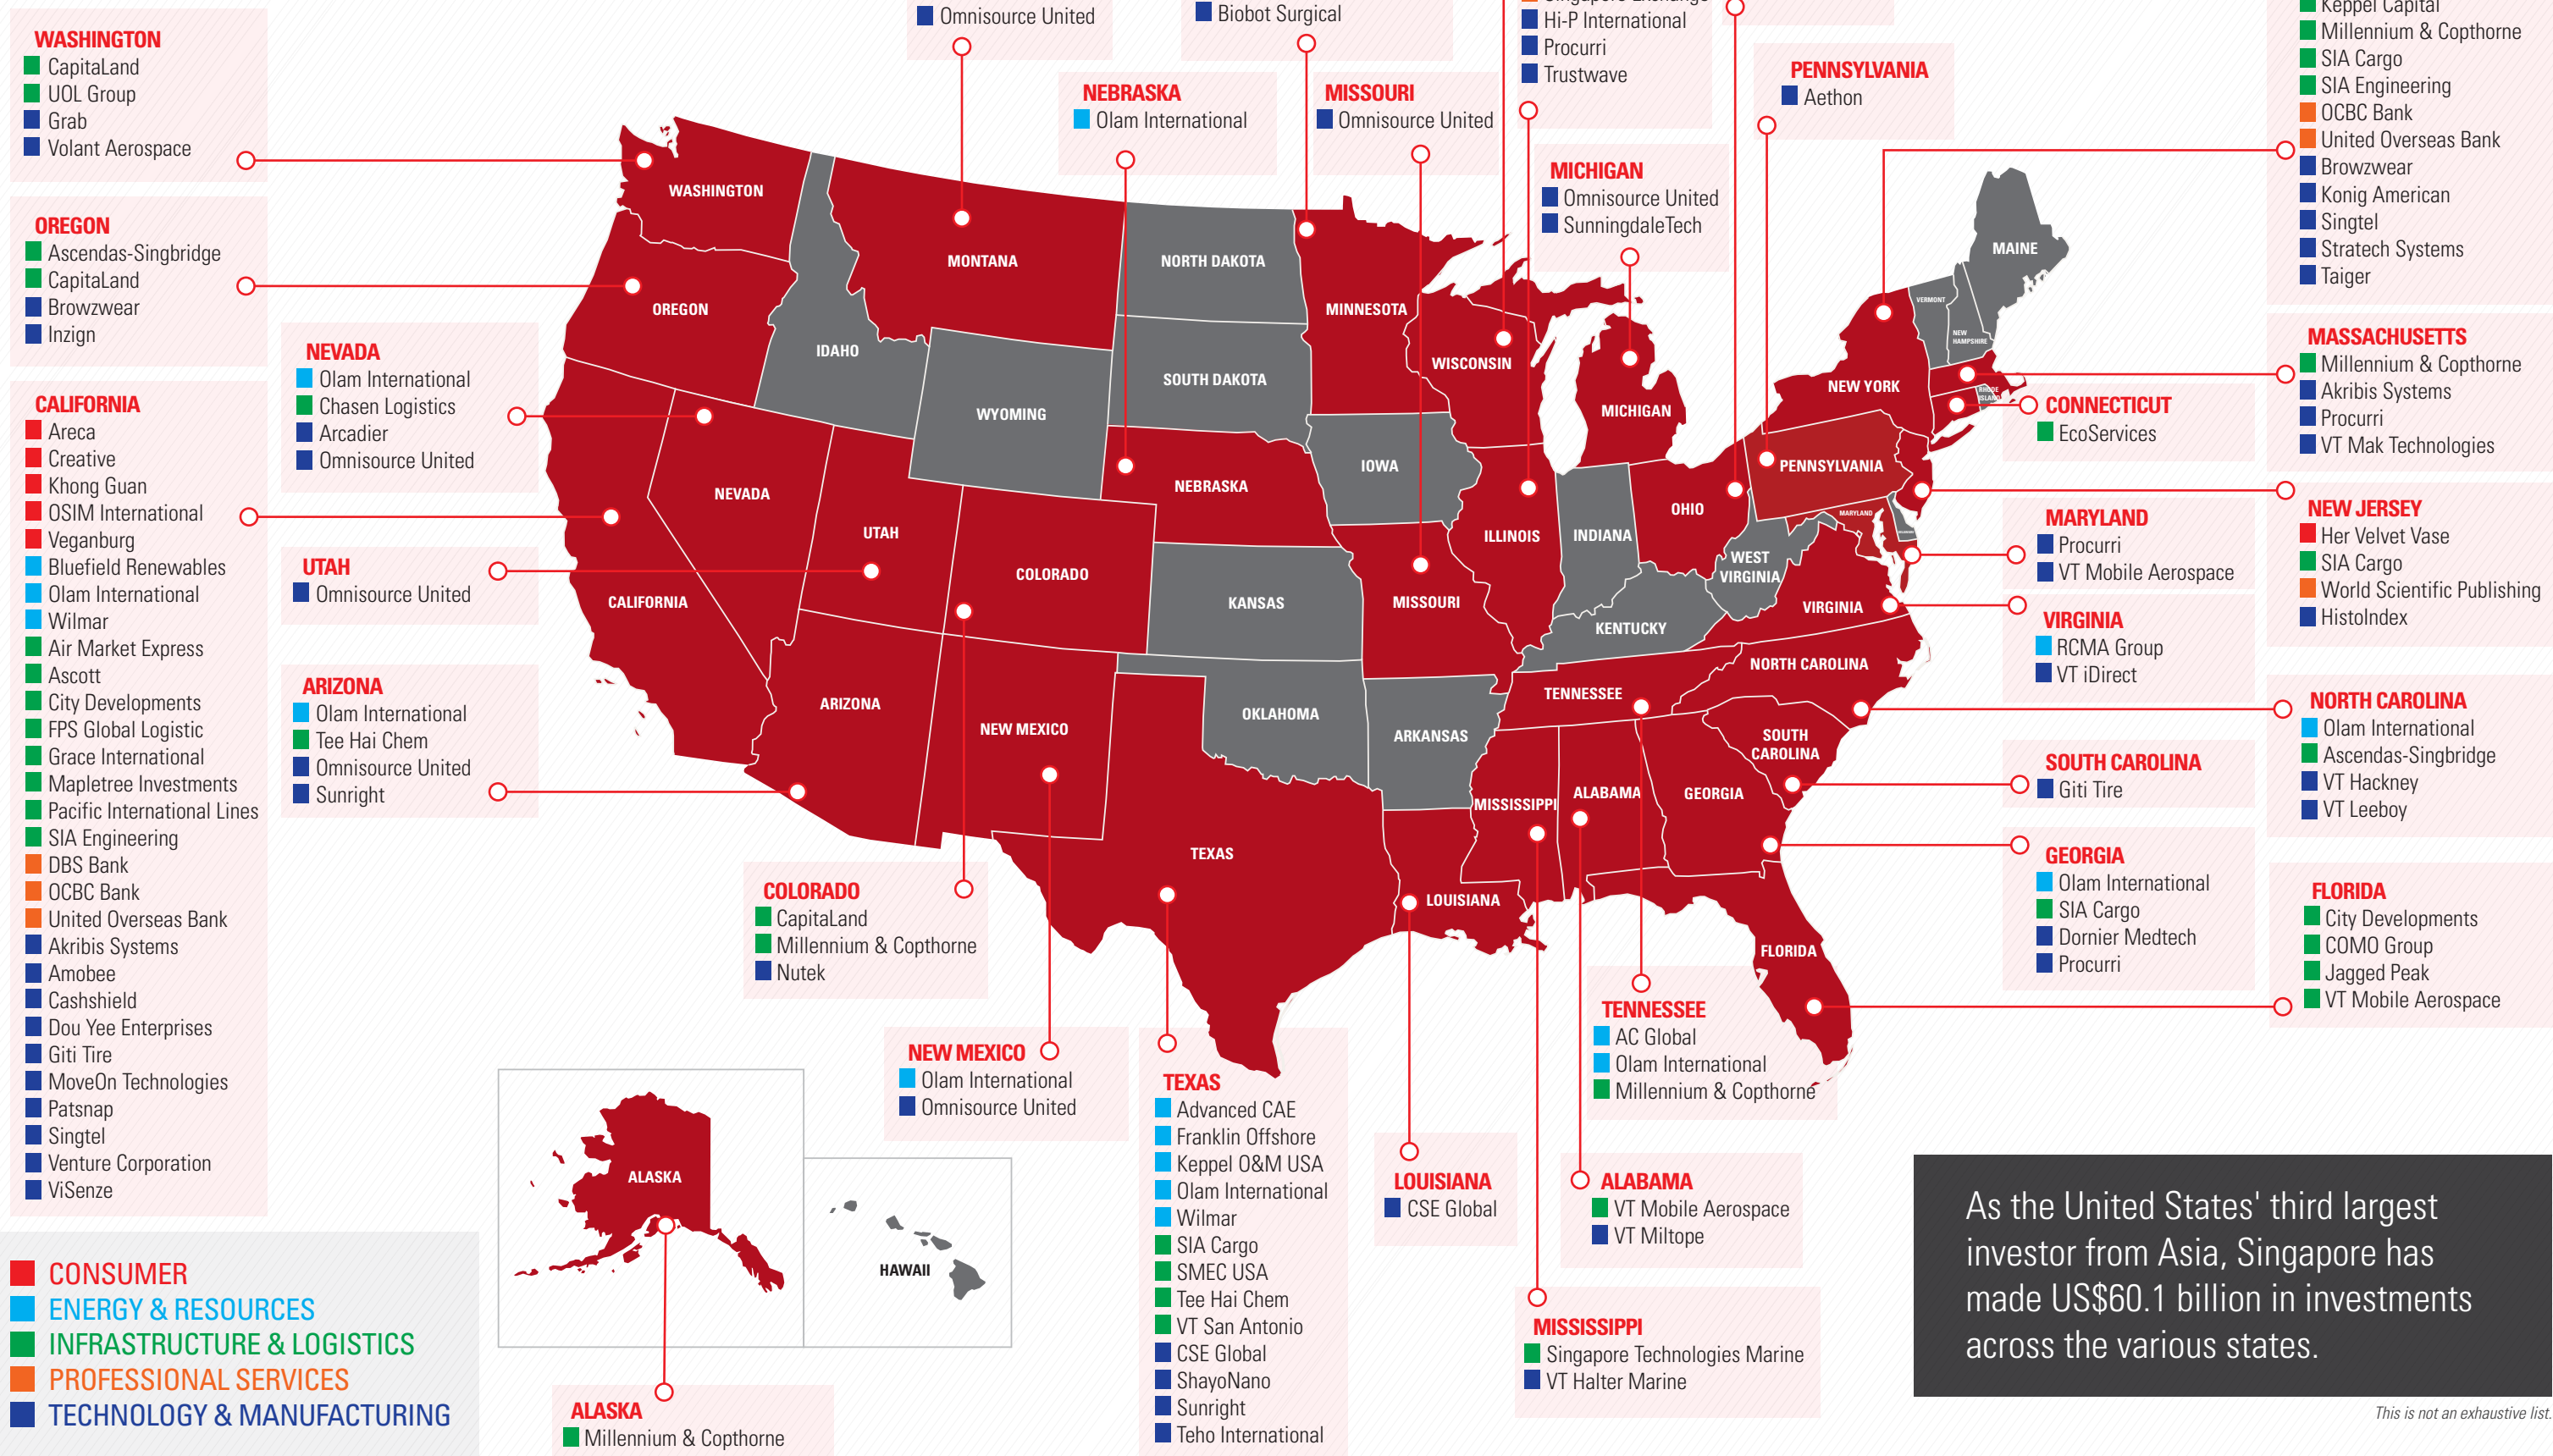 WASHINGTON
CapitaLand
UOL Group
Grab
Volant Aerospace
OREGON
Ascendas-Singbridge
CapitaLand
Browzwear
Inzign
CALIFORNIA
Areca
Creative
Khong Guan
OSIM International
Veganburg
Bluefield Renewables
Olam International
Wilmar
Air Market Express
Ascott
City Developments
FPS Global Logistic
Grace International
Mapletree Investments
Pacific International Lines
SIA Engineering
DBS Bank
OCBC Bank
United Overseas Bank
Akribis Systems
Amobee
Cashshield
Dou Yee Enterprises
Giti Tire
MoveOn Technologies
Patsnap
Singtel
Venture Corporation
ViSenze
NEVADA
Olam International
Chasen Logistics
Arcadier
Omnisource United
UTAH
Omnisource United
ARIZONA
Olam International
Tee Hai Chem
Omnisource United
Sunright
Omnisource United
Biobot Surgical
NEBRASKA
Olam International
MISSOURI
Omnisource United
Singapore Exchange
Hi-P International
Procurri
Trustwave
MICHIGAN
Omnisource United
SunningdaleTech
PENNSYLVANIA
Aethon
Keppel Capital
Millennium & Copthorne
SIA Cargo
SIA Engineering
OCBC Bank
United Overseas Bank
Browzwear
Konig American
Singtel
Stratech Systems
Taiger
MASSACHUSETTS
Millennium & Copthorne
Akribis Systems
Procurri
VT Mak Technologies
CONNECTICUT
EcoServices
NEW JERSEY
Her Velvet Vase
SIA Cargo
World Scientific Publishing
HistoIndex
MARYLAND
Procurri
VT Mobile Aerospace
VIRGINIA
RCMA Group
VT iDirect
NORTH CAROLINA
Olam International
Ascendas-Singbridge
VT Hackney
VT Leeboy
SOUTH CAROLINA
Giti Tire
GEORGIA
Olam International
SIA Cargo
Dornier Medtech
Procurri
FLORIDA
City Developments
COMO Group
Jagged Peak
VT Mobile Aerospace
WASHINGTON
MONTANA
NORTH DAKOTA
MINNESOTA
OREGON
IDAHO
SOUTH DAKOTA
WISCONSIN
MICHIGAN
WYOMING
NEW YORK
VERMONT
NEW
HAMPSHIRE
MAINE
RHODE
ISLAND
IOWA
PENNSYLVANIA
NEBRASKA
NEVADA
UTAH
COLORADO
CALIFORNIA
KANSAS
MISSOURI
ILLINOIS
INDIANA
OHIO
MARYLAND
WEST
VIRGINIA
VIRGINIA
KENTUCKY
NORTH CAROLINA
TENNESSEE
ARIZONA
NEW MEXICO
OKLAHOMA
ARKANSAS
SOUTH
CAROLINA
MISSISSIPPI
ALABAMA
GEORGIA
TEXAS
LOUISIANA
FLORIDA
COLORADO
CapitaLand
Millennium & Copthorne
Nutek
NEW MEXICO
Olam International
Omnisource United
TEXAS
Advanced CAE
Franklin Offshore
Keppel O&M USA
Olam International
Wilmar
SIA Cargo
SMEC USA
Tee Hai Chem
VT San Antonio
CSE Global
ShayoNano
Sunright
Teho International
LOUISIANA
CSE Global
TENNESSEE
AC Global
Olam International
Millennium & Copthorne
ALABAMA
VT Mobile Aerospace
VT Miltope
MISSISSIPPI
Singapore Technologies Marine
VT Halter Marine
ALASKA
HAWAII
ALASKA
Millennium & Copthorne
CONSUMER
ENERGY & RESOURCES
INFRASTRUCTURE & LOGISTICS
PROFESSIONAL SERVICES
TECHNOLOGY & MANUFACTURING
As the United States' third largest
investor from Asia, Singapore has
made US$60.1 billion in investments
across the various states.
This is not an exhaustive list.